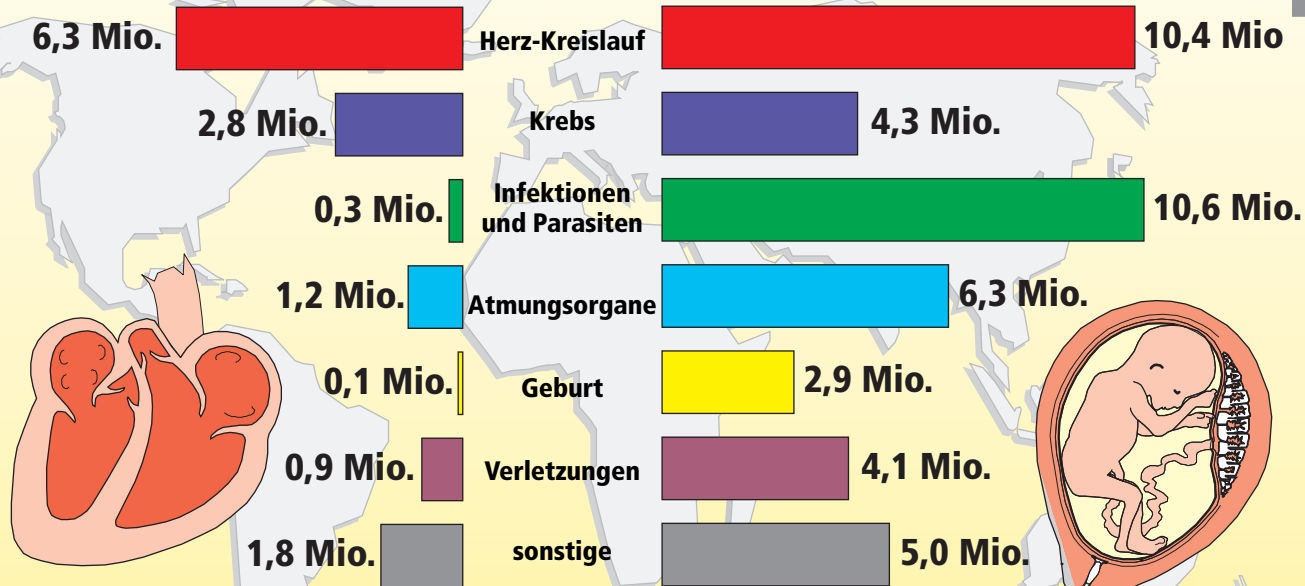 6,3 Mio. Herz-Kreislauf 10,4 Mio
2,8 Mio. Krebs 4,3 Mio.
0,3 Mio. Infektionen
und Parasiten 10,6 Mio.
1,2 Mio. Atmungsorgane 6,3 Mio.
0,1 Mio. Geburt 2,9 Mio.
0,9 Mio. Verletzungen 4,1 Mio.
1,8 Mio. sonstige 5,0 Mio.